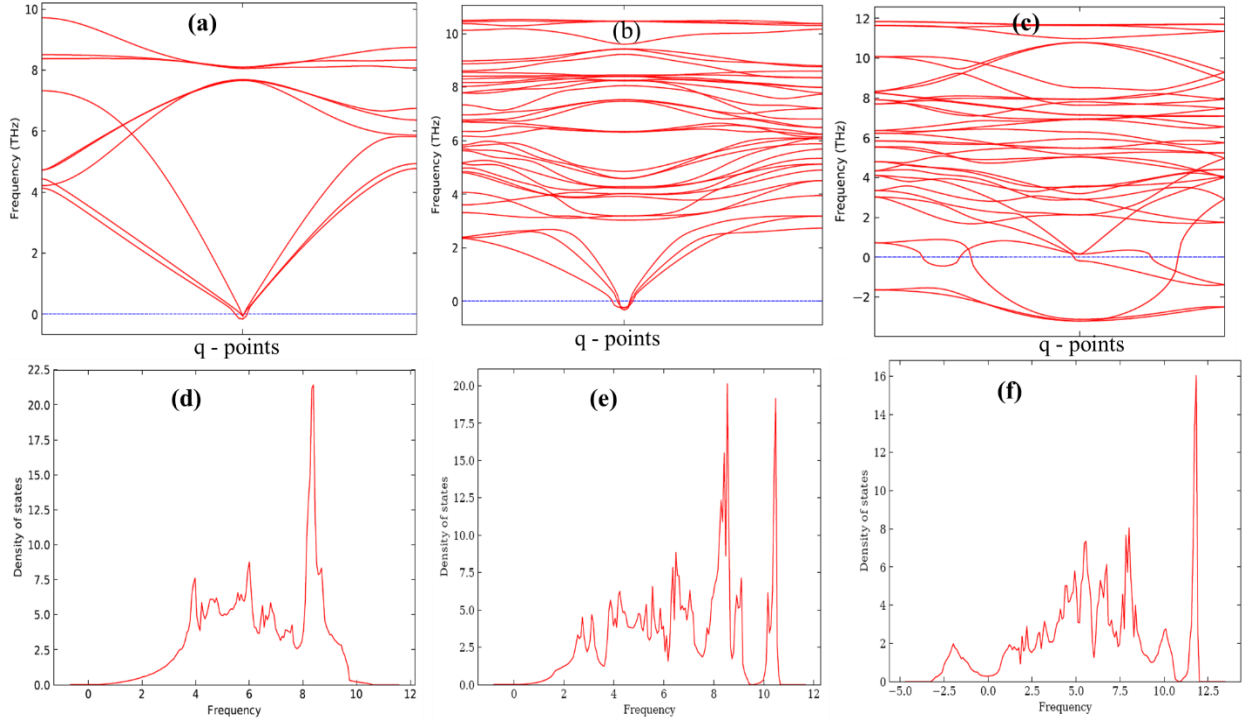 (a)
10
8
6
4
2
0
Frequency (THz)
q - points
(b)
10
8
6
4
2
0
Frequency (THz)
(c)
12
10
8
6
4
2
0
−2
Frequency (THz)
q - points
(d)
22.5
20.0
17.5
15.0
12.5
10.0
7.5
5.0
2.5
0.0
Density of states
0 2 4 6 8 10 12
Frequency
(e)
20.0
17.5
15.0
12.5
10.0
7.5
5.0
2.5
0.0
Density of states
0 2 4 6 8 10 12
Frequency
(f)
16
14
12
10
8
6
4
2
0
Density of states
−5.0 −2.5 0.0 2.5 5.0 7.5 10.0 12.5
Frequency